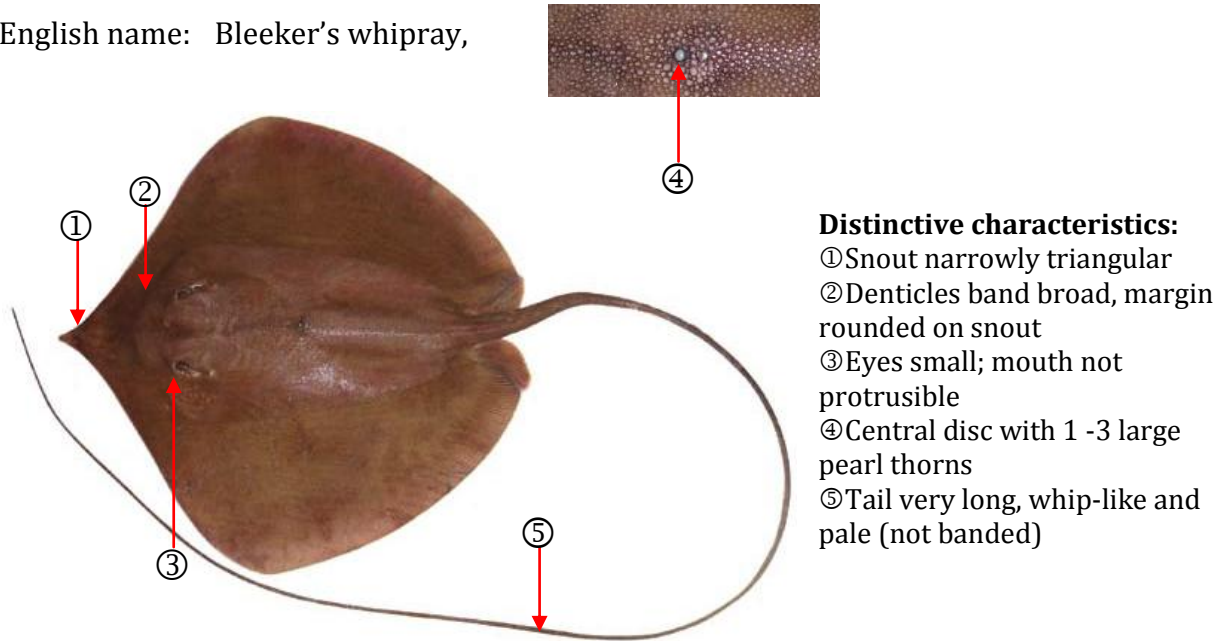 English name: Bleeker’s whipray,
④
②
①
Distinctive characteristics:
①Snout narrowly triangular
②Denticles band broad, margin
rounded on snout
③Eyes small; mouth not
protrusible
④Central disc with 1 -3 large
pearl thorns
⑤Tail very long, whip-like and
pale (not banded)
⑤
③